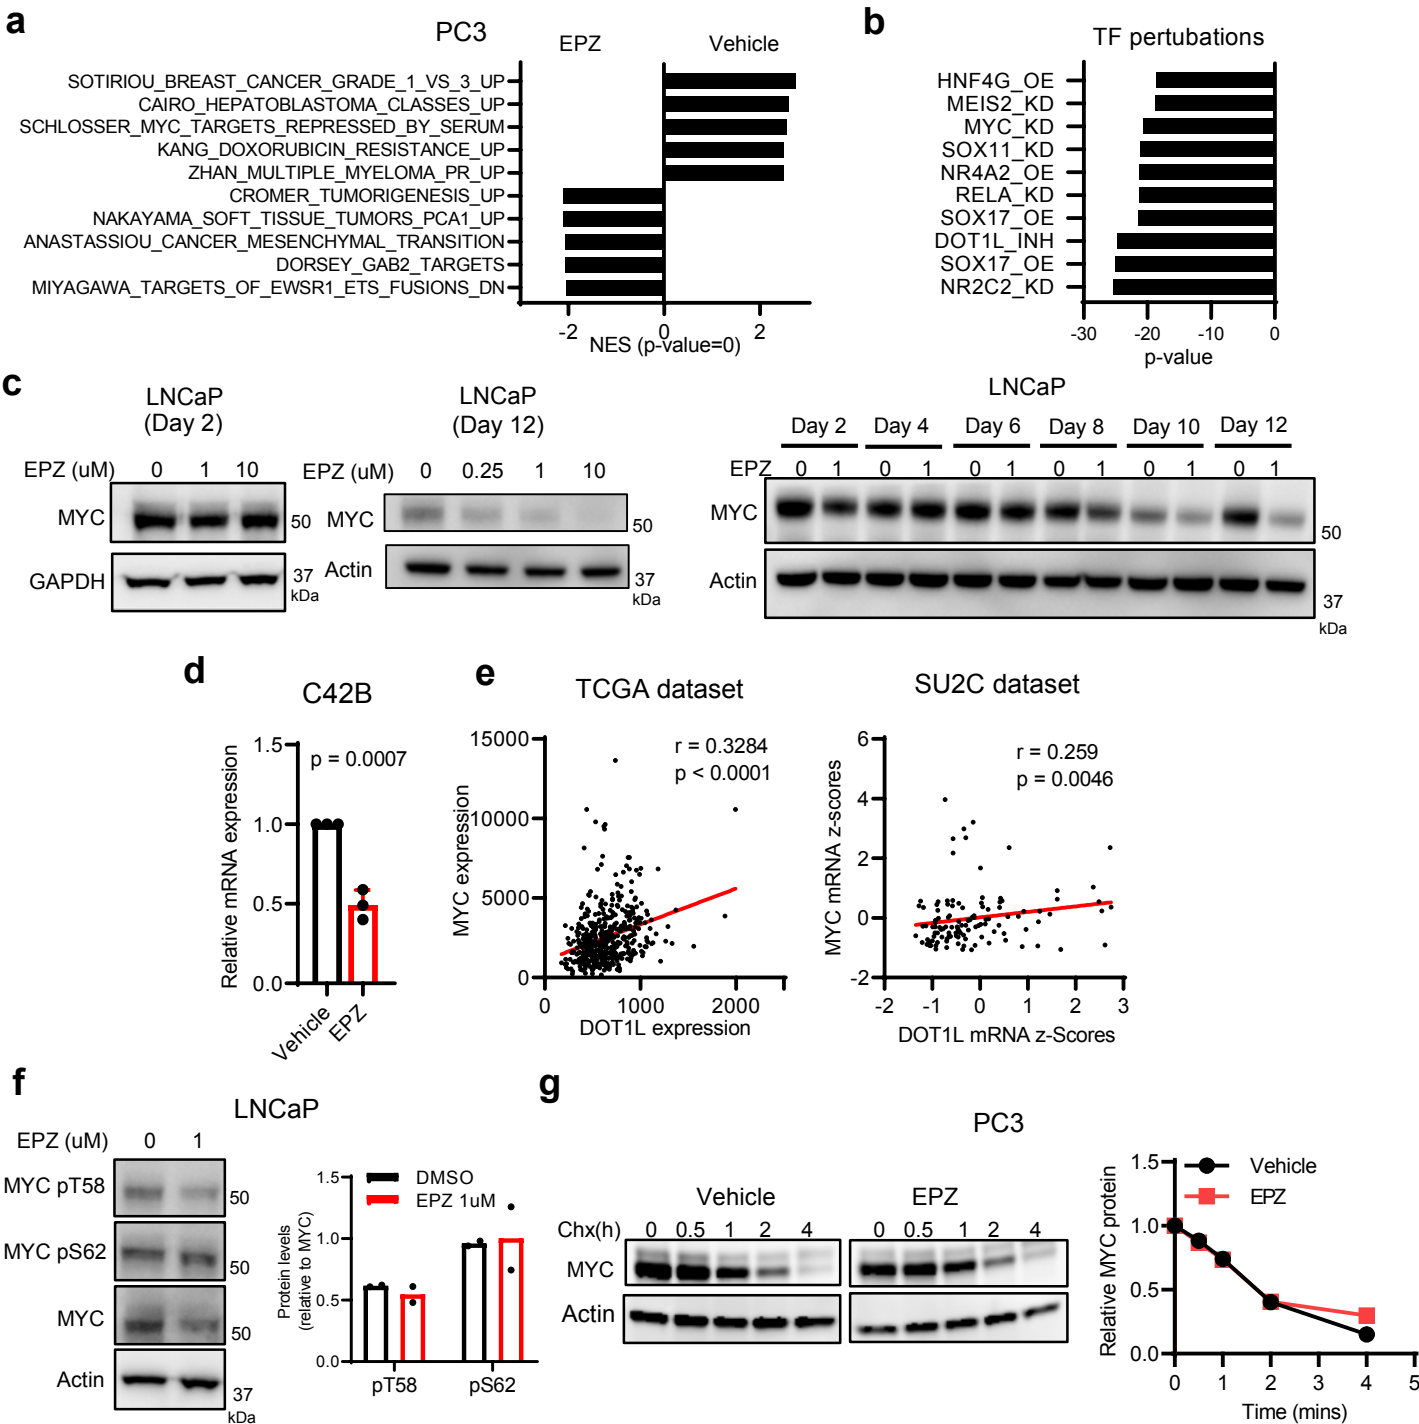 a
PC3
EPZ
Vehicle
SOTIRIOU_BREAST_CANCER_GRADE_1_VS_3_UP
CAIRO_HEPATOBLASTOMA_CLASSES_UP
SCHLOSSER_MYC_TARGETS_REPRESSED_BY_SERUM
KANG_DOXORUBICIN_RESISTANCE_UP
ZHAN_MULTIPLE_MYELOMA_PR_UP
CROMER_TUMORIGENESIS_UP
NAKAYAMA_SOFT_TISSUE_TUMORS_PCA1_UP
ANASTASSIOU_CANCER_MESENCHYMAL_TRANSITION
DORSEY_GAB2_TARGETS
MIYAGAWA_TARGETS_OF_EWSR1_ETS_FUSIONS_DN
-2 0 2
NES (p-value=0)
b
TF pertubations
HNF4G_OE
MEIS2_KD
MYC_KD
SOX11_KD
NR4A2_OE
RELA_KD
SOX17_OE
DOT1L_INH
SOX17_OE
NR2C2_KD
-30 -20 -10 0
p-value
c
LNCaP
(Day 2)
EPZ (uM) 0 1 10
MYC 50
GAPDH 37
kDa
LNCaP
(Day 12)
EPZ (uM) 0 0.25 1 10
MYC 50
Actin 37
kDa
LNCaP
Day 2 Day 4 Day 6 Day 8 Day 10 Day 12
EPZ 0 1 0 1 0 1 0 1 0 1 0 1
MYC 50
Actin 37
kDa
d
C42B
p = 0.0007
Relative mRNA expression
1.5
1.0
0.5
0.0
Vehicle
EPZ
e
TCGA dataset
r = 0.3284
p < 0.0001
MYC expression
15000
10000
5000
0
0 1000 2000
DOT1L expression
SU2C dataset
r = 0.259
p = 0.0046
MYC mRNA z-scores
6
4
2
0
-2
-2 -1 0 1 2 3
DOT1L mRNA z-Scores
f
LNCaP
EPZ (uM) 0 1
MYC pT58 50
MYC pS62 50
MYC 50
Actin 37
kDa
DMSO
EPZ 1uM
Protein levels
(relative to MYC)
1.5
1.0
0.5
0.0
pT58 pS62
g
PC3
Vehicle EPZ
Chx(h) 0 0.5 1 2 4 0 0.5 1 2 4
MYC
Actin
Vehicle
EPZ
Relative MYC protein
1.5
1.0
0.5
0.0
0 1 2 3 4 5
Time (mins)